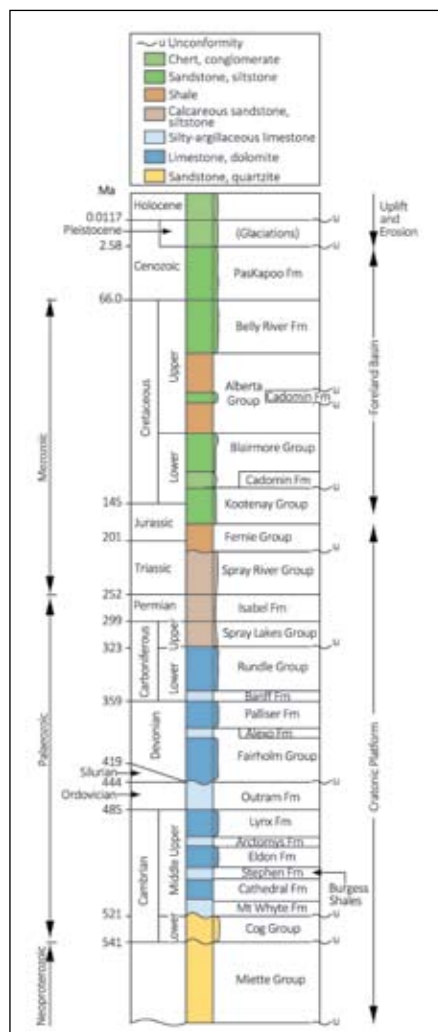 u Unconformity
Chert, conglomerate
Sandstone, siltstone
Shale
Calcareous sandstone,
siltstone
Silty-argillaceous limestone
Limestone, dolomite
Sandstone, quartzite
Ma
Holocene
0.0117
Pleistocene
(Glaciations)
u
Uplift
and
Erosion
2.58
u
Cenozoic
PasKapoo Fm
66.0
Belly River Fm
Mezozoic
Cretaceous
Upper
Alberta
Group
u
Cadomin Fm
u
Foreland Basin
Lower
Blairmore Group
Cadomin Fm
u
145
Kootenay Group
Jurassic
201
Fernie Group
u
Triassic
Spray River Group
252
Permian
Isabel Fm
299
Carboniferous
Upper
Spray Lakes Group
323
u
Lower
Rundle Group
Banff Fm
359
Palaeozoic
Devonian
Palliser Fm
Alexo Fm
Fairholm Group
419
Silurian
444
u
Ordovician
Outram Fm
485
Cratonic Platform
Cambrian
Middle Upper
Lynx Fm
Arctomys Fm
Eldon Fm
Stephen Fm
Burgess
Shales
Cathedral Fm
Mt Whyte Fm
521
Lower
Cog Group
541
u
Neoproterosoic
Miette Group
u